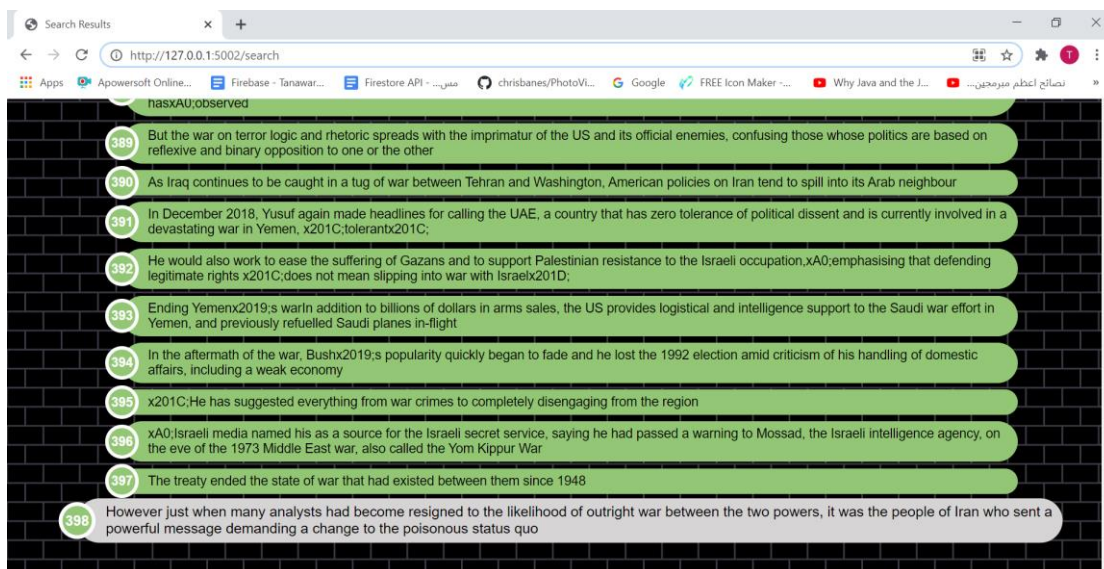 Search Results
http://127.0.0.1:5002/search
T
Apps
Apowersoft Online...
Firebase - Tanawar...
Firestore API - ...مس
chrisbanes/PhotoVi...
Google
FREE Icon Maker -...
Why Java and the J...
نصائح اعظم مبرمجين...
»
hasxA0;observed
389
But the war on terror logic and rhetoric spreads with the imprimatur of the US and its official enemies, confusing those whose politics are based on
reflexive and binary opposition to one or the other
390
As Iraq continues to be caught in a tug of war between Tehran and Washington, American policies on Iran tend to spill into its Arab neighbour
391
In December 2018, Yusuf again made headlines for calling the UAE, a country that has zero tolerance of political dissent and is currently involved in a
devastating war in Yemen, x201C;tolerantx201C;
392
He would also work to ease the suffering of Gazans and to support Palestinian resistance to the Israeli occupation,xA0;emphasising that defending
legitimate rights x201C;does not mean slipping into war with Israelx201D;
393
Ending Yemenx2019;s warIn addition to billions of dollars in arms sales, the US provides logistical and intelligence support to the Saudi war effort in
Yemen, and previously refuelled Saudi planes in-flight
394
In the aftermath of the war, Bushx2019;s popularity quickly began to fade and he lost the 1992 election amid criticism of his handling of domestic
affairs, including a weak economy
395
x201C;He has suggested everything from war crimes to completely disengaging from the region
396
xA0;Israeli media named his as a source for the Israeli secret service, saying he had passed a warning to Mossad, the Israeli intelligence agency, on
the eve of the 1973 Middle East war, also called the Yom Kippur War
397
The treaty ended the state of war that had existed between them since 1948
398
However just when many analysts had become resigned to the likelihood of outright war between the two powers, it was the people of Iran who sent a
powerful message demanding a change to the poisonous status quo